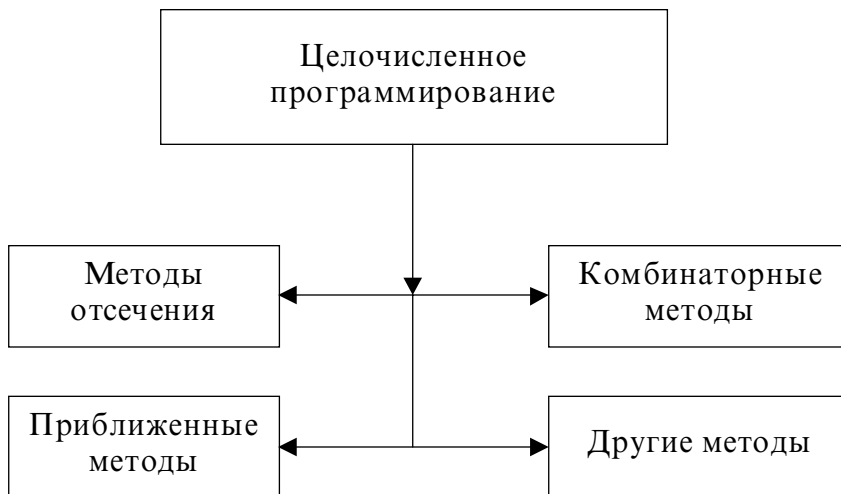 Целочисленное
программирование
Методы
отсечения
Комбинаторные
методы
Приближенные
методы
Другие методы